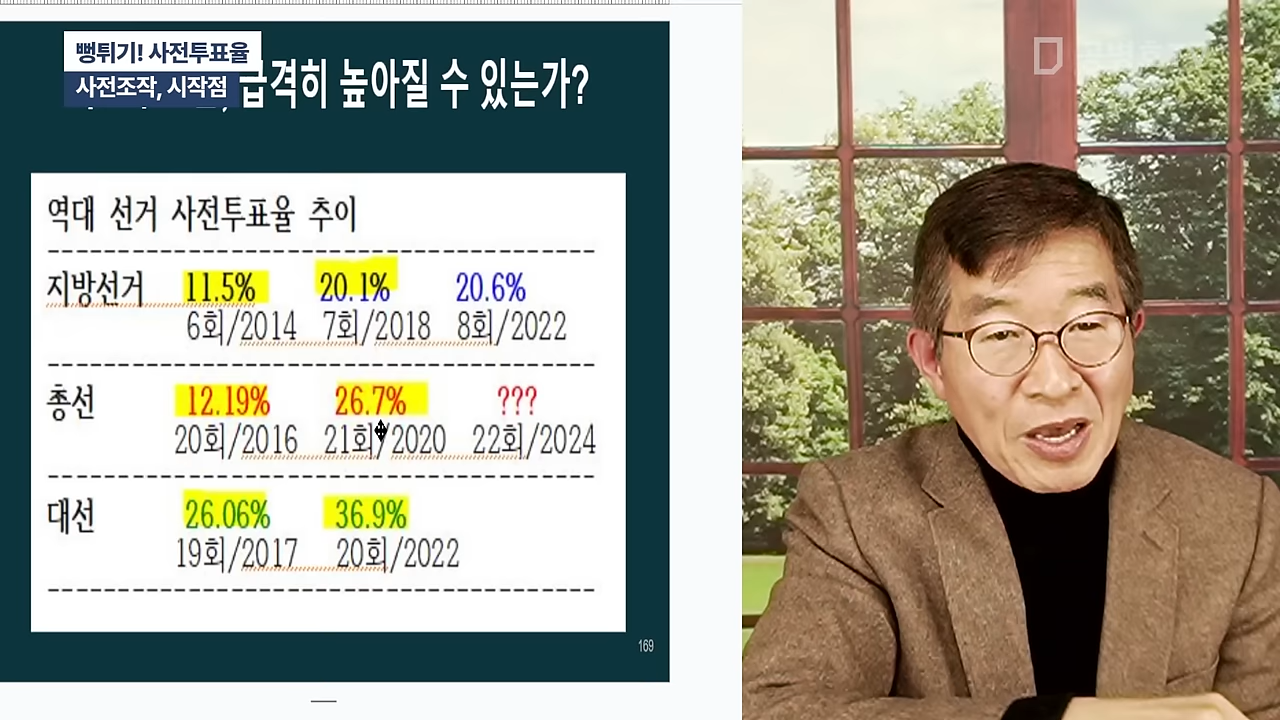 뻥튀기! 사전투표율
사전조작, 시작점
급격히 높아질 수 있는가?
역대 선거 사전투표율 추이
지방선거 11.5% 20.1% 20.6%
6회/2014 7회/2018 8회/2022
총선 12.19% 26.7% ???
20회/2016 21회/2020 22회/2024
대선 26.06% 36.9%
19회/2017 20회/2022
169